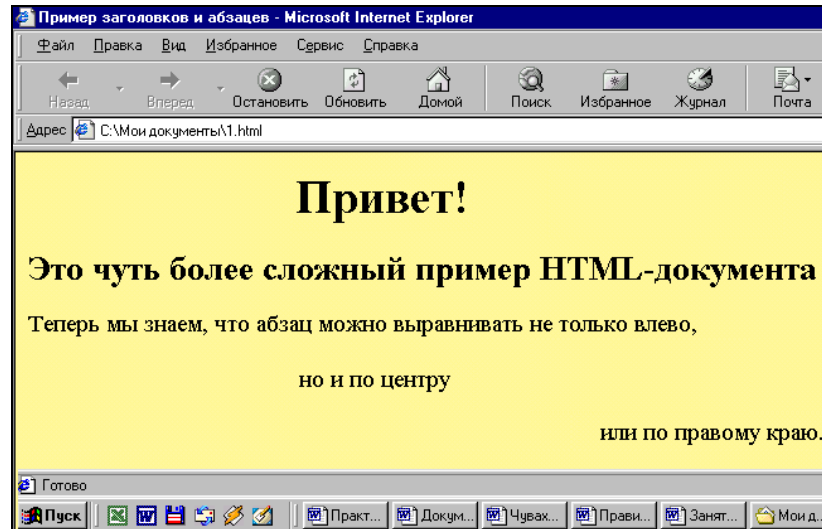 Пример заголовков и абзацев - Microsoft Internet Explorer
Файл Правка Вид Избранное Сервис Справка
Назад Вперед Остановить Обновить Домой Поиск Избранное Журнал Почта
Адрес C:\Мои документы\1.html
Привет!
Это чуть более сложный пример HTML-документа
Теперь мы знаем, что абзац можно выравнивать не только влево,
но и по центру
или по правому краю.
Готово
Пуск Практ... Докум... Чуваx... Прави... Занят... Мои д...